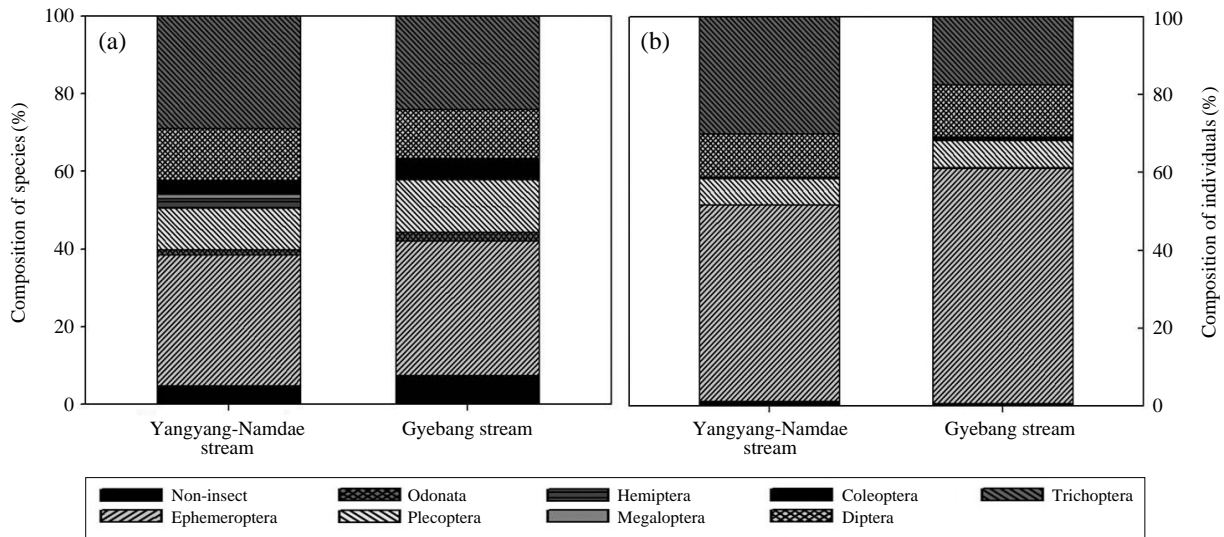 (a)
Composition of species (%)
100
80
60
40
20
0
Yangyang-Namdae
stream
Gyebang stream
(b)
Composition of individuals (%)
100
80
60
40
20
0
Yangyang-Namdae
stream
Gyebang stream
Non-insect
Odonata
Hemiptera
Coleoptera
Trichoptera
Ephemeroptera
Plecoptera
Megaloptera
Diptera